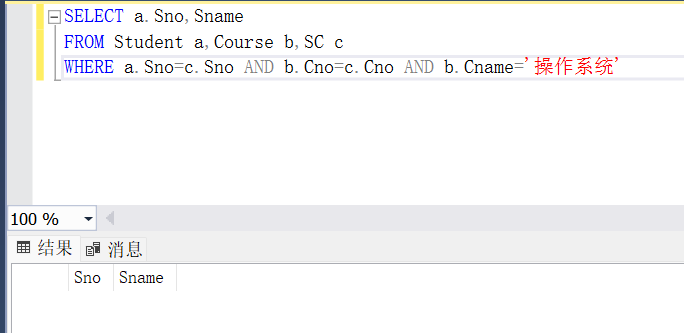 SELECT a.Sno,Sname
FROM Student a,Course b,SC c
WHERE a.Sno=c.Sno AND b.Cno=c.Cno AND b.Cname='操作系统'
100 %
结果 消息
Sno Sname